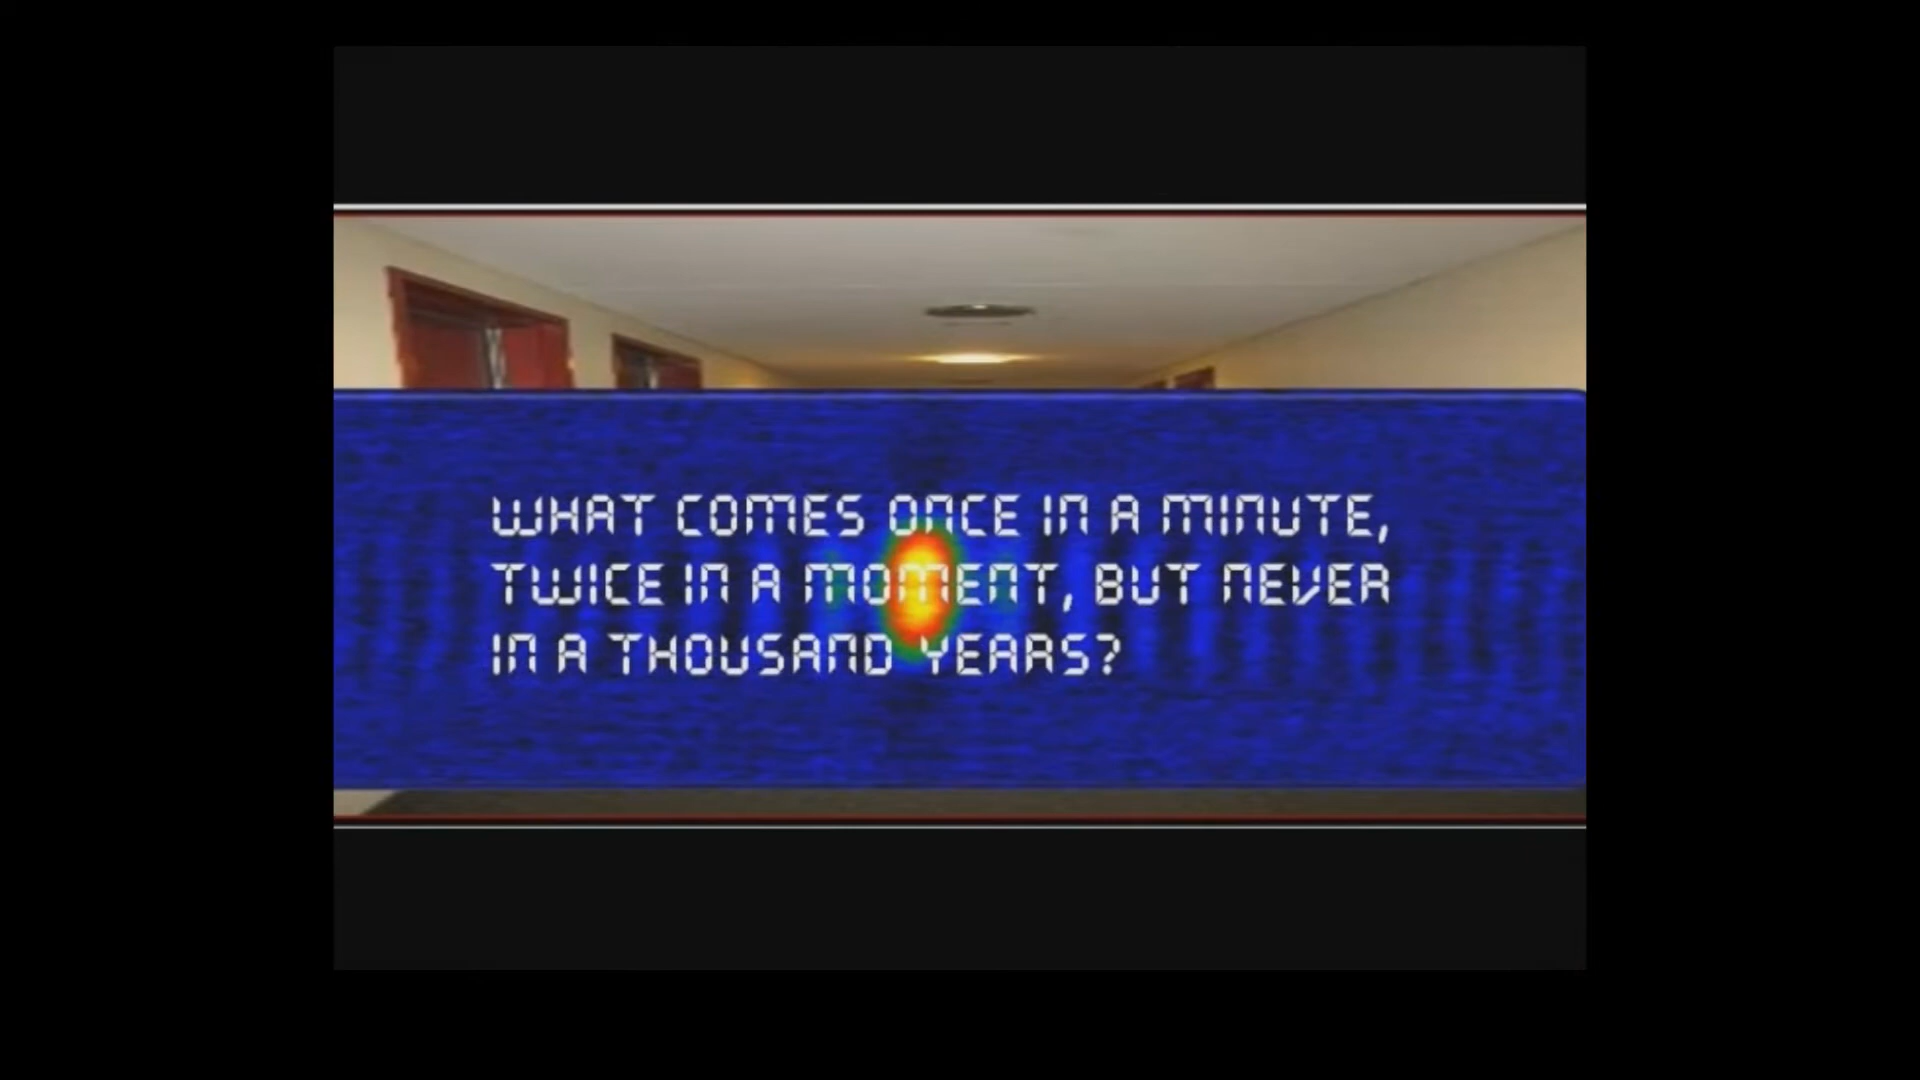 WHAT COMES ONCE IN A MINUTE,
TWICE IN A MOMENT, BUT NEVER
IN A THOUSAND YEARS?